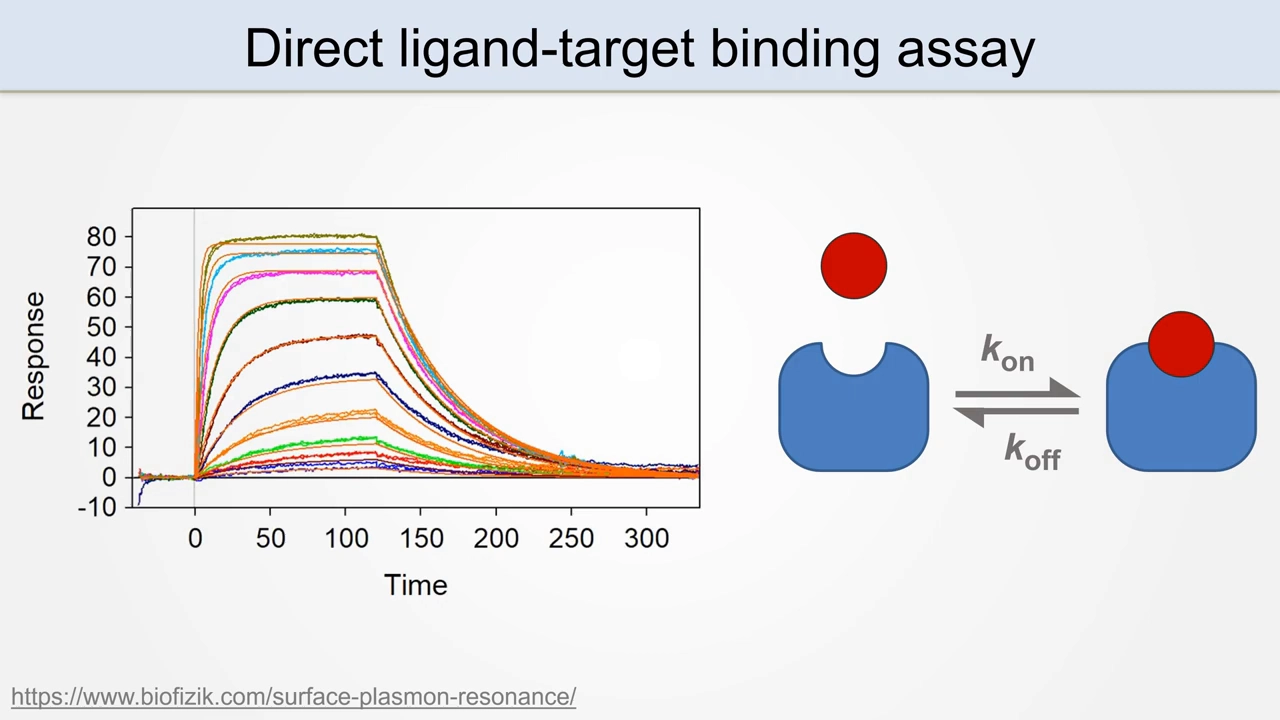 Direct ligand-target binding assay
80
70
60
50
40
30
20
10
0
-10
Response
0 50 100 150 200 250 300
Time
kon
koff
https://www.biofizik.com/surface-plasmon-resonance/